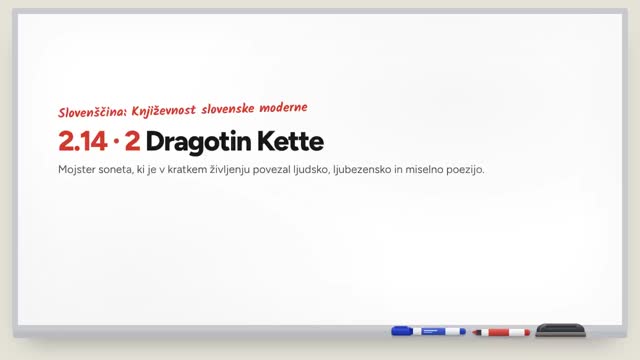 Slovenščina: Književnost slovenske moderne
2.14 · 2 Dragotin Kette
Mojster soneta, ki je v kratkem življenju povezal ljudsko, ljubezensko in miselno poezijo.